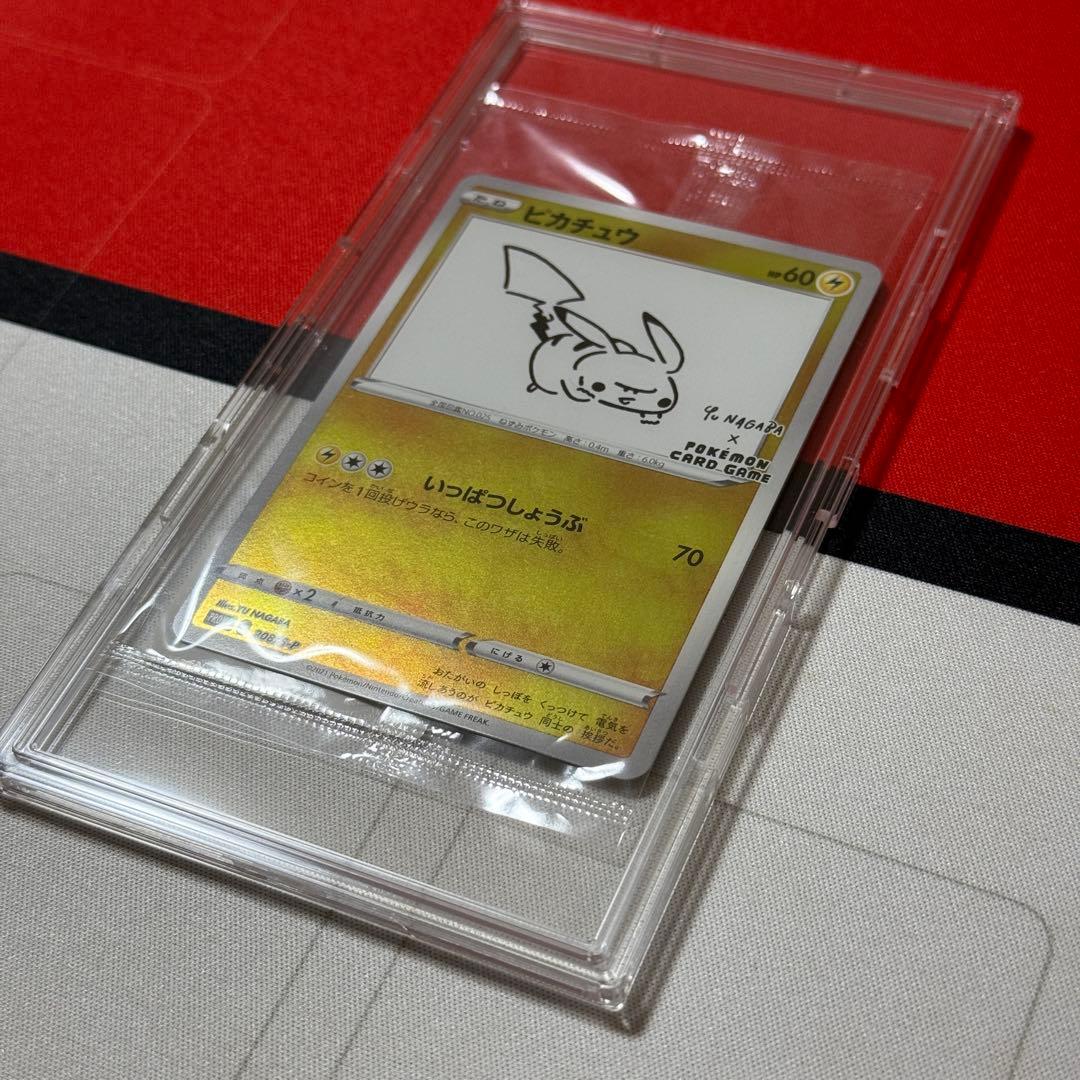 たね ピカチュウ HP60
Yu NAGABA
×
POKÉMON
CARD GAME
全国図鑑NO.025 ねずみポケモン 高さ:0.4m 重さ:6.0kg
いっぱつしょうぶ 70
コインを1回投げウラなら、このワザは失敗。
弱点 ×2 抵抗力
にげる
Illus. YU NAGABA
-P
おたがいの しっぽを くっつけて 電気を
流しあうのが ピカチュウ 同士の 挨拶だ。
©2021 Pokémon/Nintendo/Creatures/GAME FREAK.